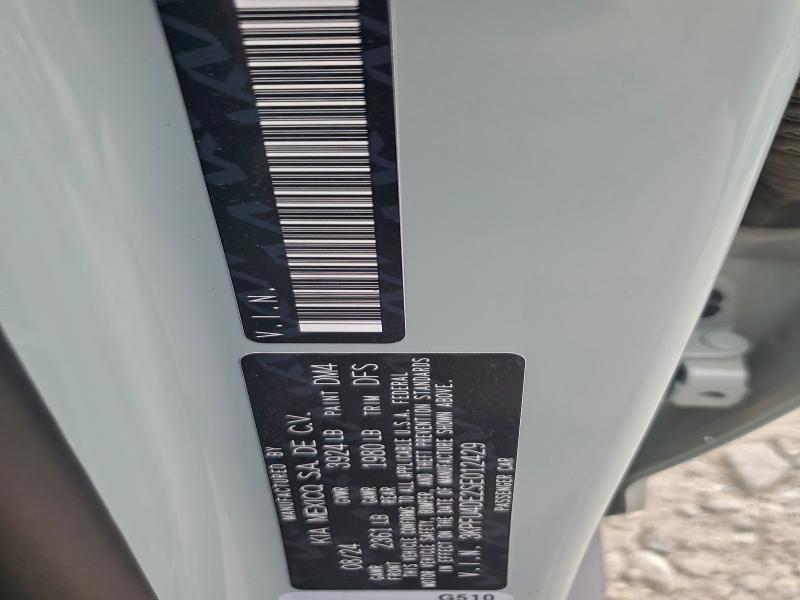 V.I.N.
MANUFACTURED BY
KIA MEXICO S.A DE C.V.
08/24 GVWR 3924 LB PAINT DM4
GAWR FRONT 2361 LB GAWR REAR 1980 LB TRIM DFS
THIS VEHICLE CONFORMS TO ALL APPLICABLE U.S.A. FEDERAL
MOTOR VEHICLE SAFETY, BUMPER, AND THEFT PREVENTION STANDARDS
IN EFFECT ON THE DATE OF MANUFACTURE SHOWN ABOVE.
V.I.N. 3KPFU4DE2SE012429
PASSENGER CAR
G510